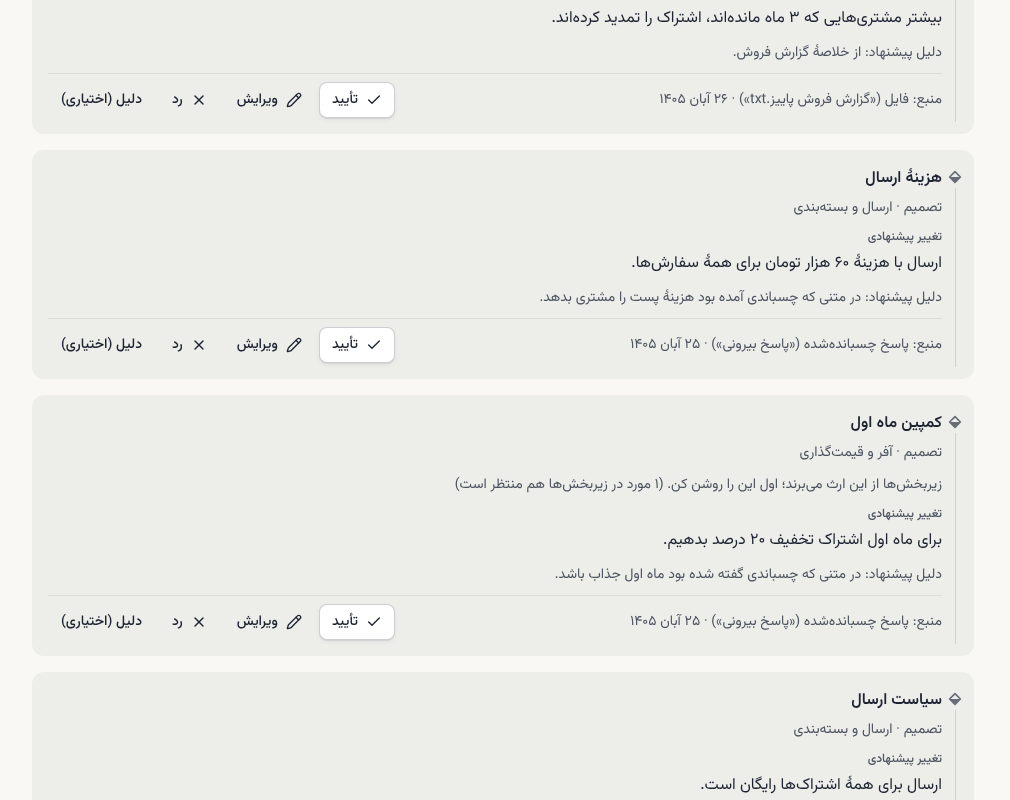 بیشتر مشتری‌هایی که ۳ ماه مانده‌اند، اشتراک را تمدید کرده‌اند.
دلیل پیشنهاد: از خلاصهٔ گزارش فروش.
منبع: فایل («گزارش فروش پاییز.txt») · ۲۶ آبان ۱۴۰۵
تأیید
ویرایش
رد
دلیل (اختیاری)
هزینهٔ ارسال
تصمیم · ارسال و بسته‌بندی
تغییر پیشنهادی
ارسال با هزینهٔ ۶۰ هزار تومان برای همهٔ سفارش‌ها.
دلیل پیشنهاد: در متنی که چسباندی آمده بود هزینهٔ پست را مشتری بدهد.
منبع: پاسخ چسبانده‌شده («پاسخ بیرونی») · ۲۵ آبان ۱۴۰۵
تأیید
ویرایش
رد
دلیل (اختیاری)
کمپین ماه اول
تصمیم · آفر و قیمت‌گذاری
زیربخش‌ها از این ارث می‌برند؛ اول این را روشن کن. (۱ مورد در زیربخش‌ها هم منتظر است)
تغییر پیشنهادی
برای ماه اول اشتراک تخفیف ۲۰ درصد بدهیم.
دلیل پیشنهاد: در متنی که چسباندی گفته شده بود ماه اول جذاب باشد.
منبع: پاسخ چسبانده‌شده («پاسخ بیرونی») · ۲۵ آبان ۱۴۰۵
تأیید
ویرایش
رد
دلیل (اختیاری)
سیاست ارسال
تصمیم · ارسال و بسته‌بندی
تغییر پیشنهادی
ارسال برای همهٔ اشتراک‌ها رایگان است.